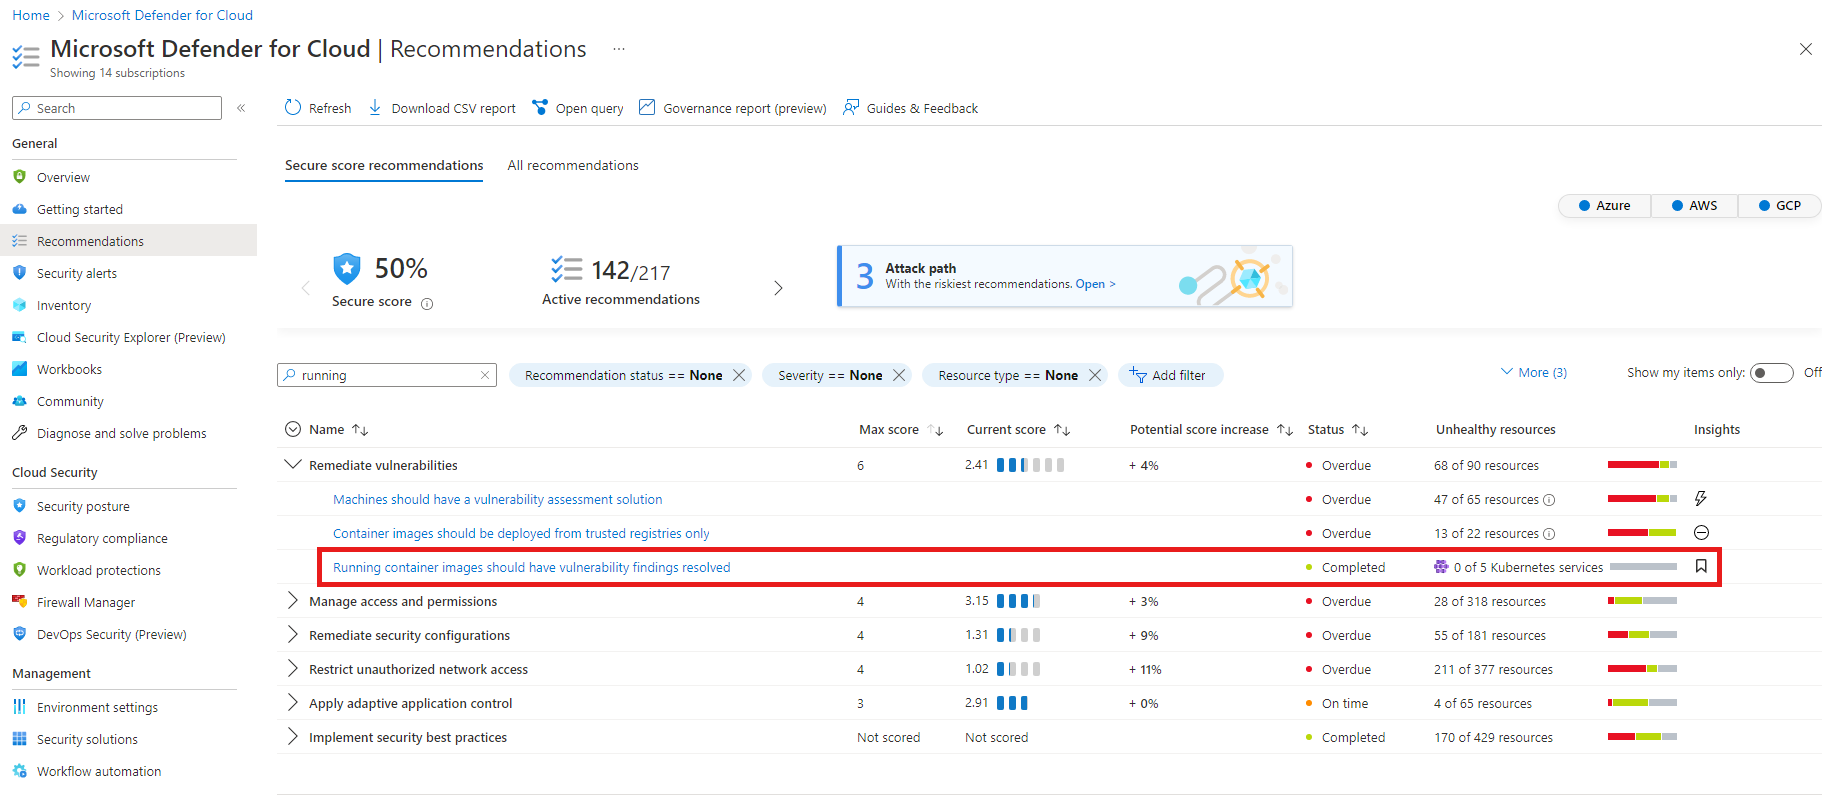 Home > Microsoft Defender for Cloud
Microsoft Defender for Cloud | Recommendations ...
Showing 14 subscriptions
Search «
Refresh Download CSV report Open query Governance report (preview) Guides & Feedback
General
Overview
Getting started
Recommendations
Security alerts
Inventory
Cloud Security Explorer (Preview)
Workbooks
Community
Diagnose and solve problems
Cloud Security
Security posture
Regulatory compliance
Workload protections
Firewall Manager
DevOps Security (Preview)
Management
Environment settings
Security solutions
Workflow automation
Secure score recommendations All recommendations
Azure AWS GCP
50%
Secure score
142/217
Active recommendations
3 Attack path
With the riskiest recommendations. Open >
running Recommendation status == None Severity == None Resource type == None Add filter More (3) Show my items only: Off
Name Max score Current score Potential score increase Status Unhealthy resources Insights
Remediate vulnerabilities 6 2.41 + 4% Overdue 68 of 90 resources
Machines should have a vulnerability assessment solution Overdue 47 of 65 resources
Container images should be deployed from trusted registries only Overdue 13 of 22 resources
Running container images should have vulnerability findings resolved Completed 0 of 5 Kubernetes services
Manage access and permissions 4 3.15 + 3% Overdue 28 of 318 resources
Remediate security configurations 4 1.31 + 9% Overdue 55 of 181 resources
Restrict unauthorized network access 4 1.02 + 11% Overdue 211 of 377 resources
Apply adaptive application control 3 2.91 + 0% On time 4 of 65 resources
Implement security best practices Not scored Not scored Completed 170 of 429 resources